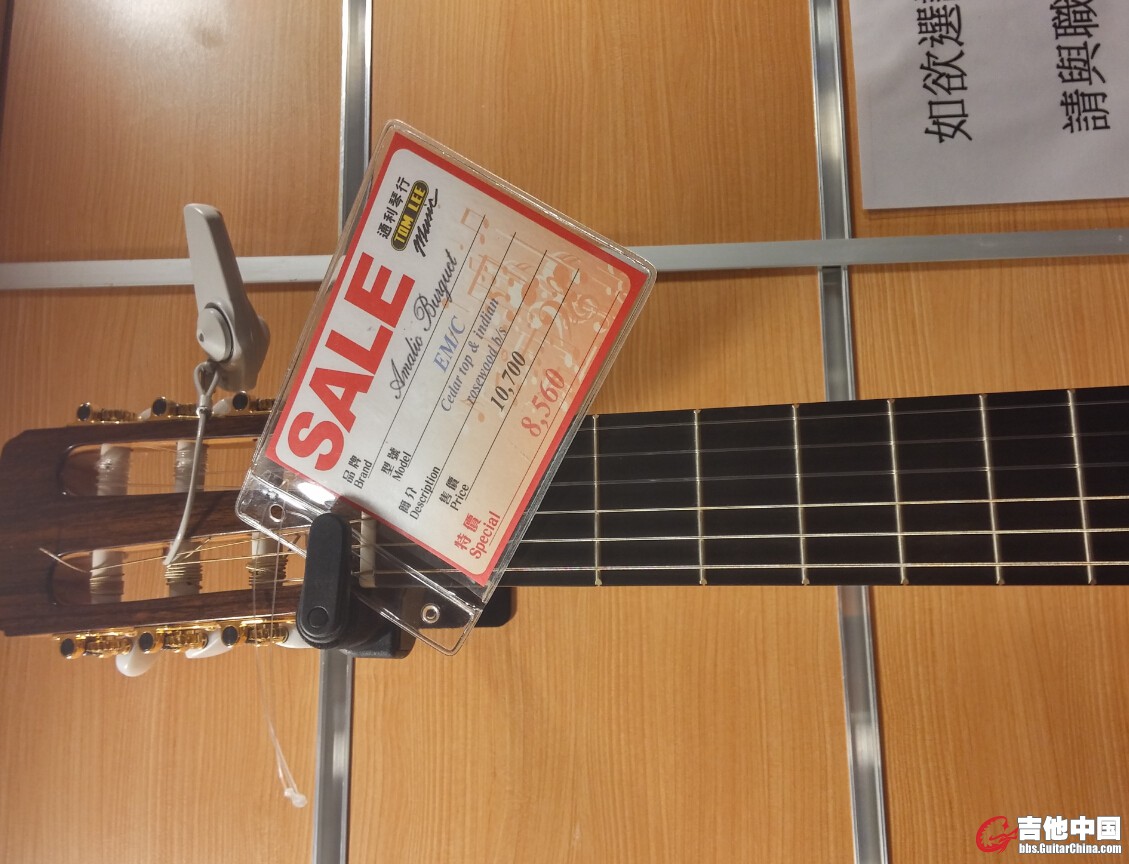 SALE
通利琴行
TOM LEE
Music
品牌
Brand
Amalio Burguet
型號
Model
EM/C
簡介
Description
Cedar top & indian
rosewood b/s
售價
Price
10,700
特價
Special
8,560
如欲選
請與職
吉他中国
bbs.GuitarChina.com